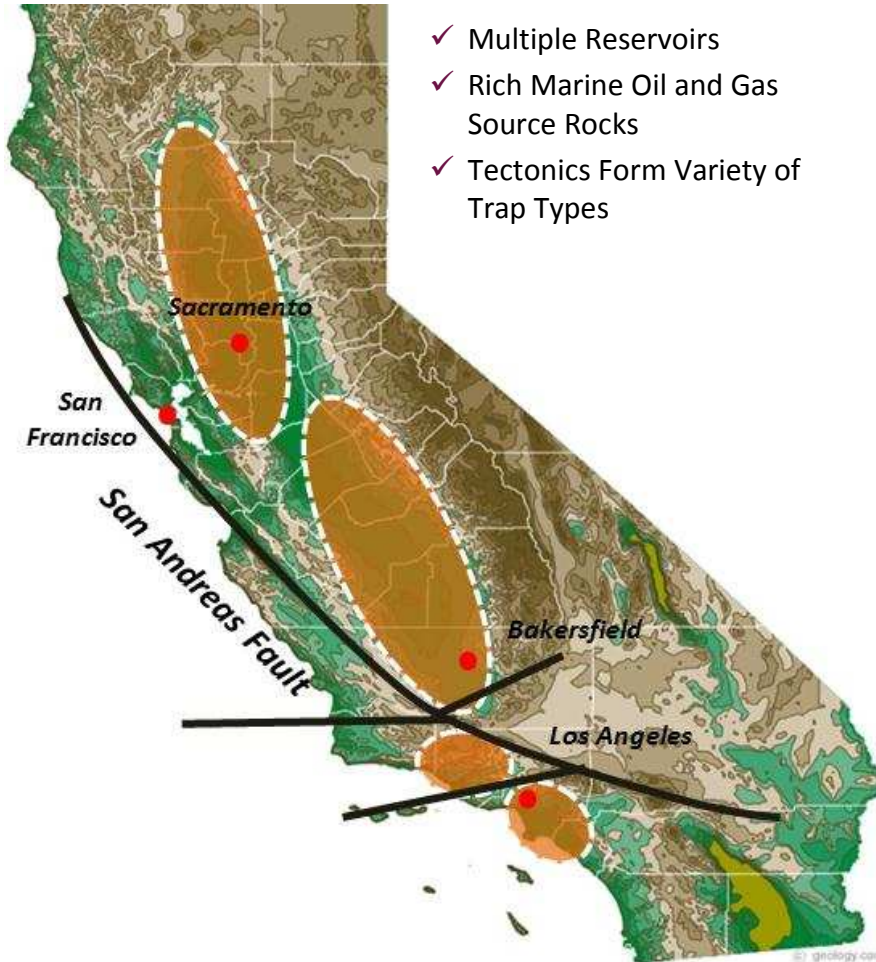 ✓ Multiple Reservoirs
✓ Rich Marine Oil and Gas
Source Rocks
✓ Tectonics Form Variety of
Trap Types
Sacramento
San
Francisco
San Andreas Fault
Bakersfield
Los Angeles